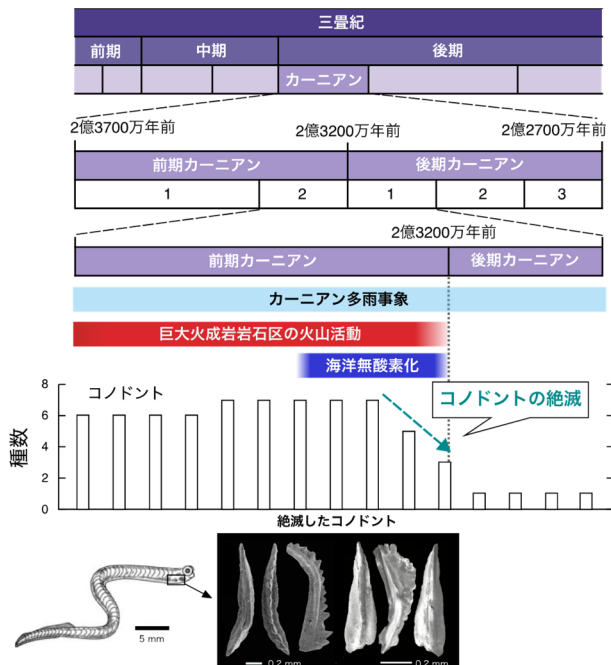 三畳紀
前期 中期 後期
カーニアン
2億3700万年前 2億3200万年前 2億2700万年前
前期カーニアン 後期カーニアン
1 2 1 2 3
2億3200万年前
前期カーニアン 後期カーニアン
カーニアン多雨事象
巨大火成岩岩石区の火山活動
海洋無酸素化
コノドント
コノドントの絶滅
種数
8
6
4
2
0
絶滅したコノドント
5 mm
0.2 mm 0.2 mm